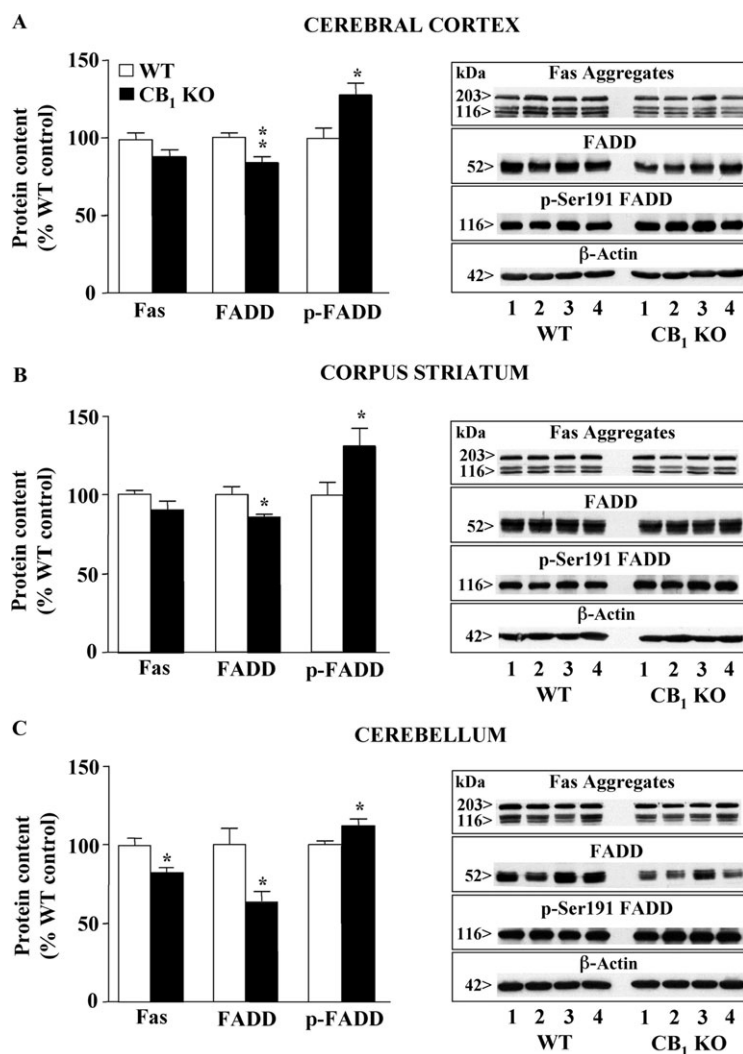 A
CEREBRAL CORTEX
Protein content
(% WT control)
150
100
50
0
WT
CB1 KO
*
*
*
Fas FADD p-FADD
kDa Fas Aggregates
203>
116>
FADD
52>
p-Ser191 FADD
116>
β-Actin
42>
1 2 3 4 1 2 3 4
WT CB1 KO
B
CORPUS STRIATUM
Protein content
(% WT control)
150
100
50
0
*
*
Fas FADD p-FADD
kDa Fas Aggregates
203>
116>
FADD
52>
p-Ser191 FADD
116>
β-Actin
42>
1 2 3 4 1 2 3 4
WT CB1 KO
C
CEREBELLUM
Protein content
(% WT control)
150
100
50
0
*
*
*
Fas FADD p-FADD
kDa Fas Aggregates
203>
116>
FADD
52>
p-Ser191 FADD
116>
β-Actin
42>
1 2 3 4 1 2 3 4
WT CB1 KO